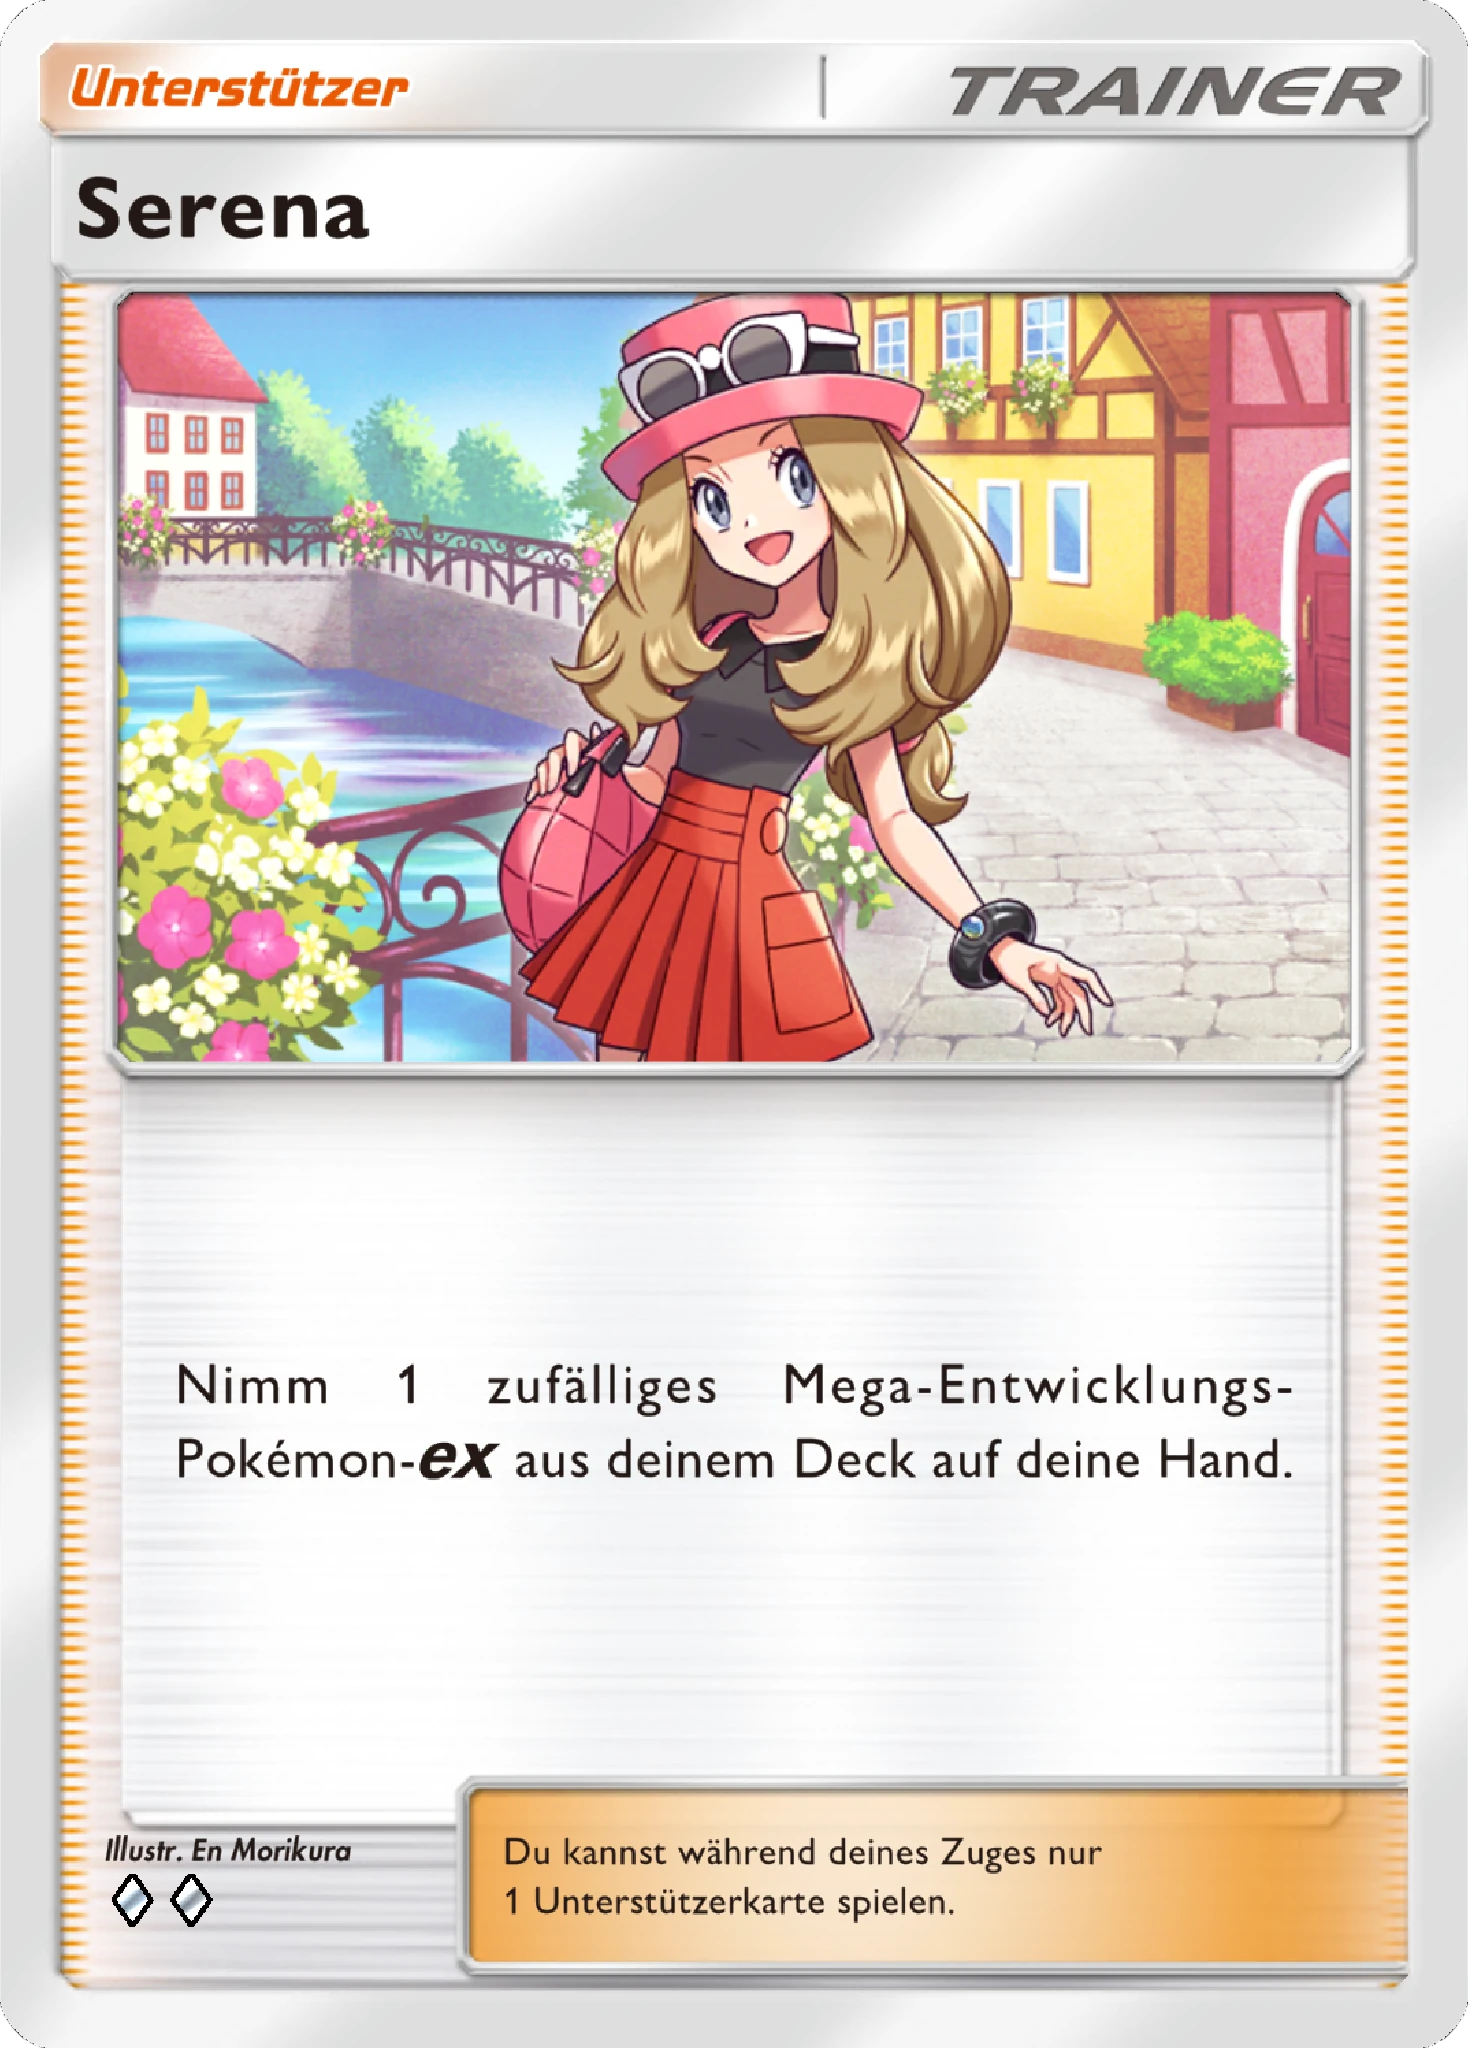 Unterstützer
TRAINER
Serena
Nimm 1 zufälliges Mega-Entwicklungs-
Pokémon-ex aus deinem Deck auf deine Hand.
Illustr. En Morikura
Du kannst während deines Zuges nur
1 Unterstützerkarte spielen.